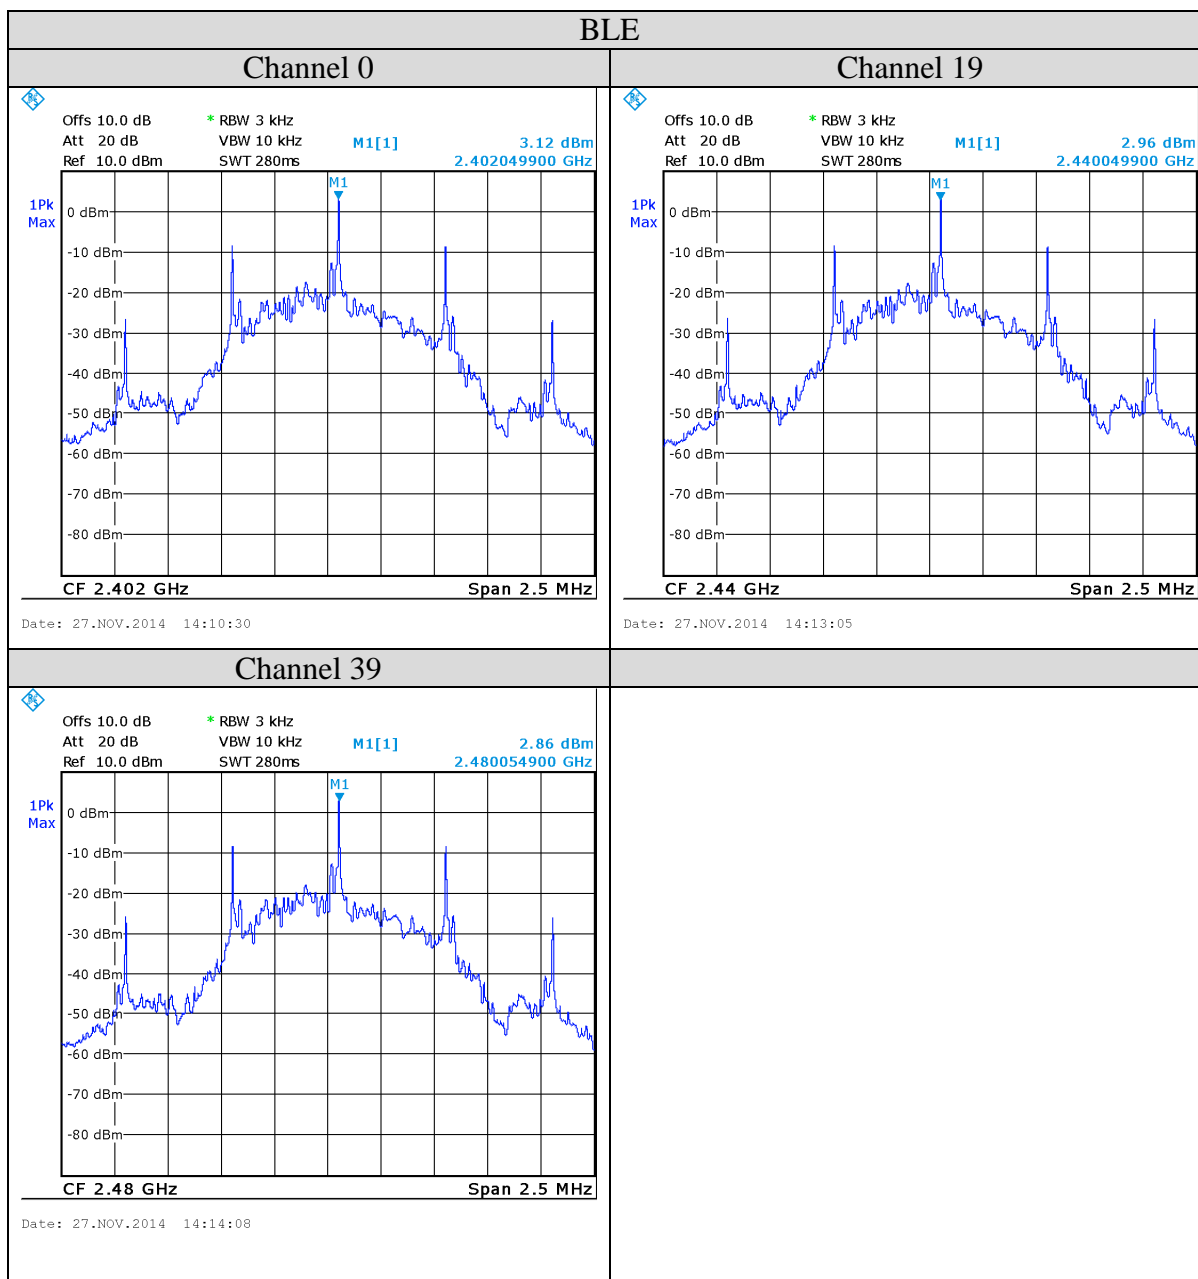 BLE
Channel 0
Channel 19
Offs 10.0 dB * RBW 3 kHz
Att 20 dB VBW 10 kHz M1[1] 3.12 dBm
Ref 10.0 dBm SWT 280ms 2.402049900 GHz
M1
1Pk
Max
0 dBm
-10 dBm
-20 dBm
-30 dBm
-40 dBm
-50 dBm
-60 dBm
-70 dBm
-80 dBm
CF 2.402 GHz Span 2.5 MHz
Date: 27.NOV.2014 14:10:30
Offs 10.0 dB * RBW 3 kHz
Att 20 dB VBW 10 kHz M1[1] 2.96 dBm
Ref 10.0 dBm SWT 280ms 2.440049900 GHz
M1
1Pk
Max
0 dBm
-10 dBm
-20 dBm
-30 dBm
-40 dBm
-50 dBm
-60 dBm
-70 dBm
-80 dBm
CF 2.44 GHz Span 2.5 MHz
Date: 27.NOV.2014 14:13:05
Channel 39
Offs 10.0 dB * RBW 3 kHz
Att 20 dB VBW 10 kHz M1[1] 2.86 dBm
Ref 10.0 dBm SWT 280ms 2.480054900 GHz
M1
1Pk
Max
0 dBm
-10 dBm
-20 dBm
-30 dBm
-40 dBm
-50 dBm
-60 dBm
-70 dBm
-80 dBm
CF 2.48 GHz Span 2.5 MHz
Date: 27.NOV.2014 14:14:08